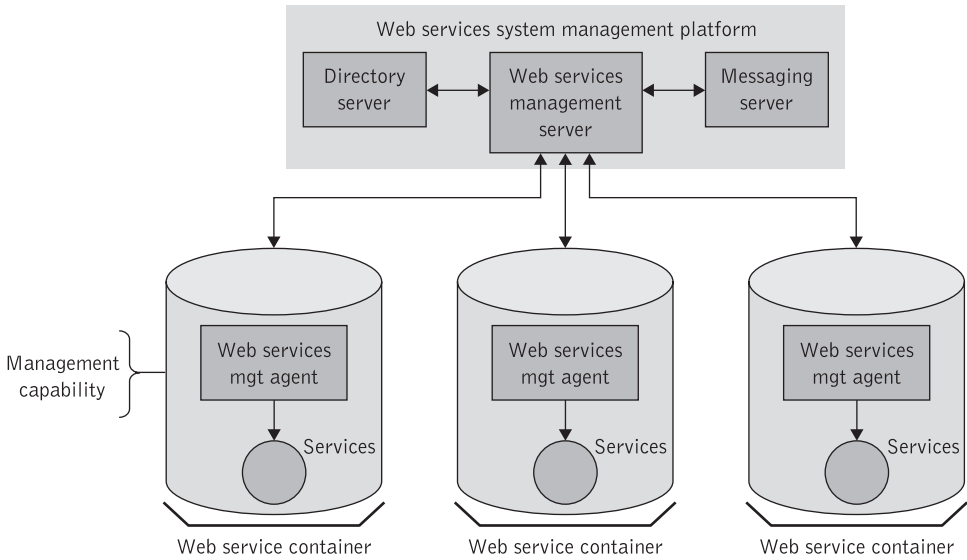 Web services system management platform
Directory
server
Web services
management
server
Messaging
server
Management
capability
Web services
mgt agent
Services
Web service container
Web services
mgt agent
Services
Web service container
Web services
mgt agent
Services
Web service container